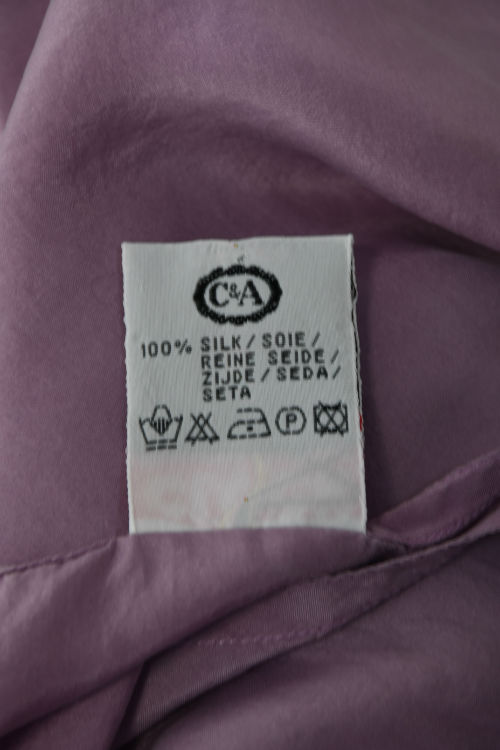 C&A
100% SILK/SOIE/
REINE SEIDE/
ZIJDE/SEDA/
SETA
P